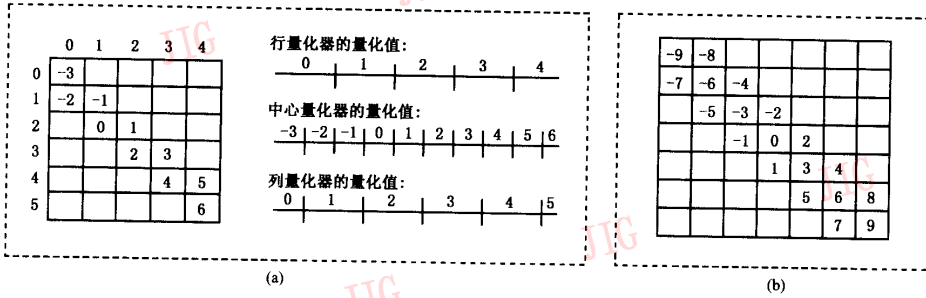 0 1 2 3 4
0 -3
1 -2 -1
2 0 1
3 2 3
4 4 5
5 6
行量化器的量化值:
0 1 2 3 4
中心量化器的量化值:
-3 -2 -1 0 1 2 3 4 5 6
列量化器的量化值:
0 1 2 3 4 5
(a)
-9 -8
-7 -6 -4
-5 -3 -2
-1 0 2
1 3 4
5 6 8
7 9
(b)
JIG
JIG
JIG
JIG